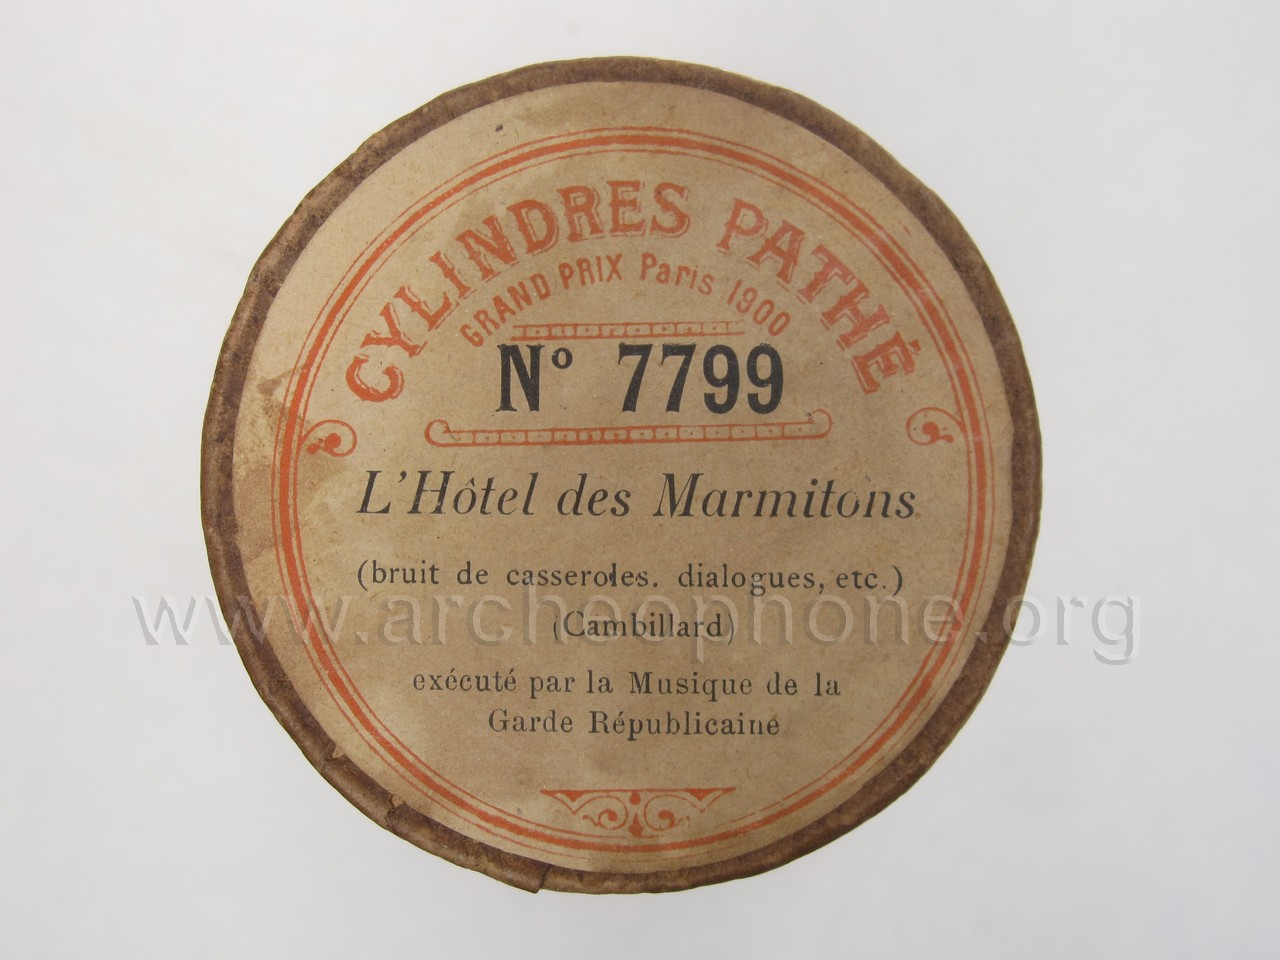 CYLINDRES PATHÉ
GRAND PRIX Paris 1900
Nº 7799
L'Hôtel des Marmitons
(bruit de casseroles. dialogues, etc.)
www.archeophone.org
(Cambillard)
exécuté par la Musique de la
Garde Républicaine